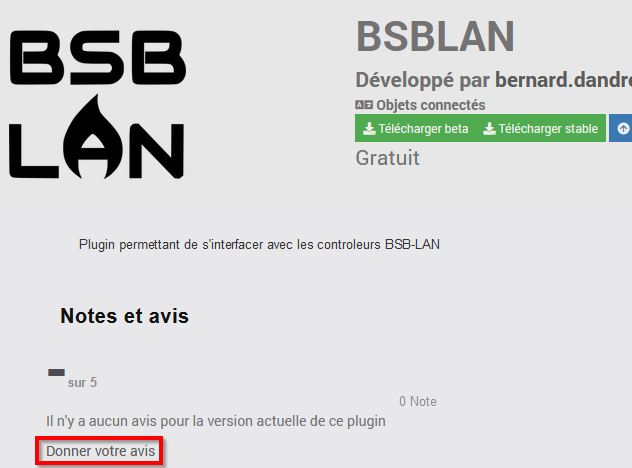 BSB
LAN
BSBLAN
Développé par
Objets connectés
Télécharger beta Télécharger stable
Gratuit
Plugin permettant de s'interfacer avec les controleurs BSB-LAN
Notes et avis
- sur 5
0 Note
Il n'y a aucun avis pour la version actuelle de ce plugin
Donner votre avis